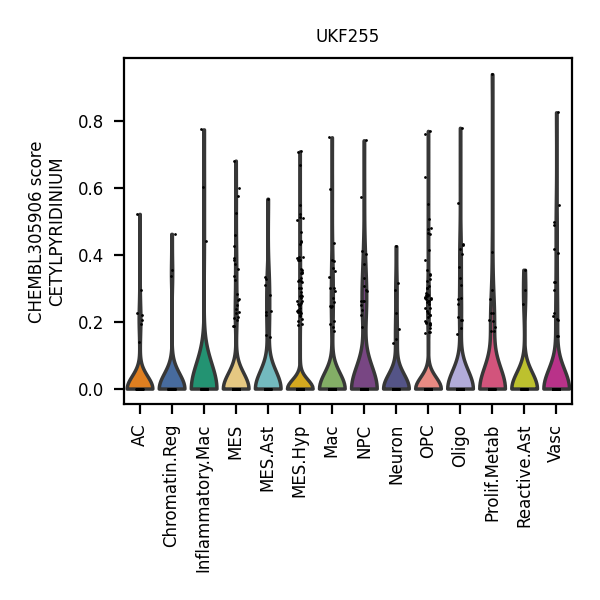 UKF255
CHEMBL305906 score
CETYLPYRIDINIUM
0.8
0.6
0.4
0.2
0.0
AC
Chromatin.Reg
Inflammatory.Mac
MES
MES.Ast
MES.Hyp
Mac
NPC
Neuron
OPC
Oligo
Prolif.Metab
Reactive.Ast
Vasc